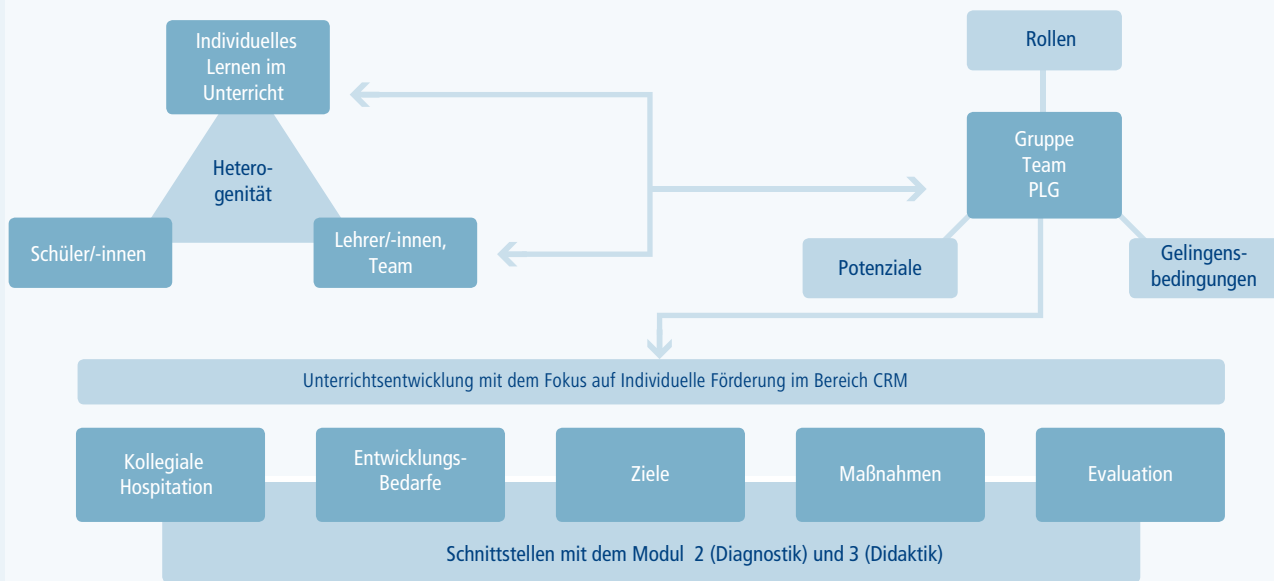 Individuelles
Lernen im
Unterricht
Hetero-
genität
Schüler/-innen
Lehrer/-innen,
Team
Rollen
Gruppe
Team
PLG
Potenziale
Gelingens-
bedingungen
Unterrichtsentwicklung mit dem Fokus auf Individuelle Förderung im Bereich CRM
Kollegiale
Hospitation
Entwicklungs-
Bedarfe
Ziele
Maßnahmen
Evaluation
Schnittstellen mit dem Modul 2 (Diagnostik) und 3 (Didaktik)